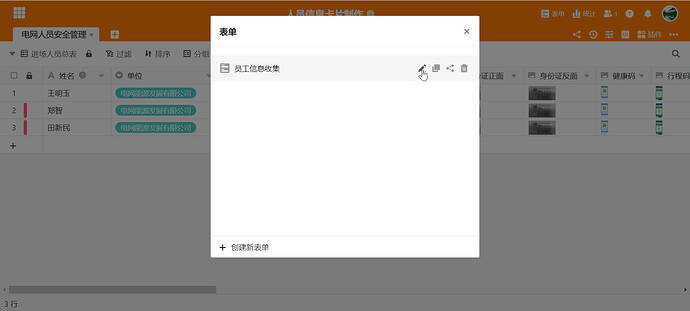 人员信息卡片制作
表单
统计
1
电网人员安全管理
插件
表单
进场人员总表
过滤
排序
分组
员工信息收集
姓名
单位
身份证反面
健康码
行程码
1
王明玉
电网能源发展有限公司
2
郑智
电网能源发展有限公司
3
田新民
电网能源发展有限公司
创建新表单
3 行